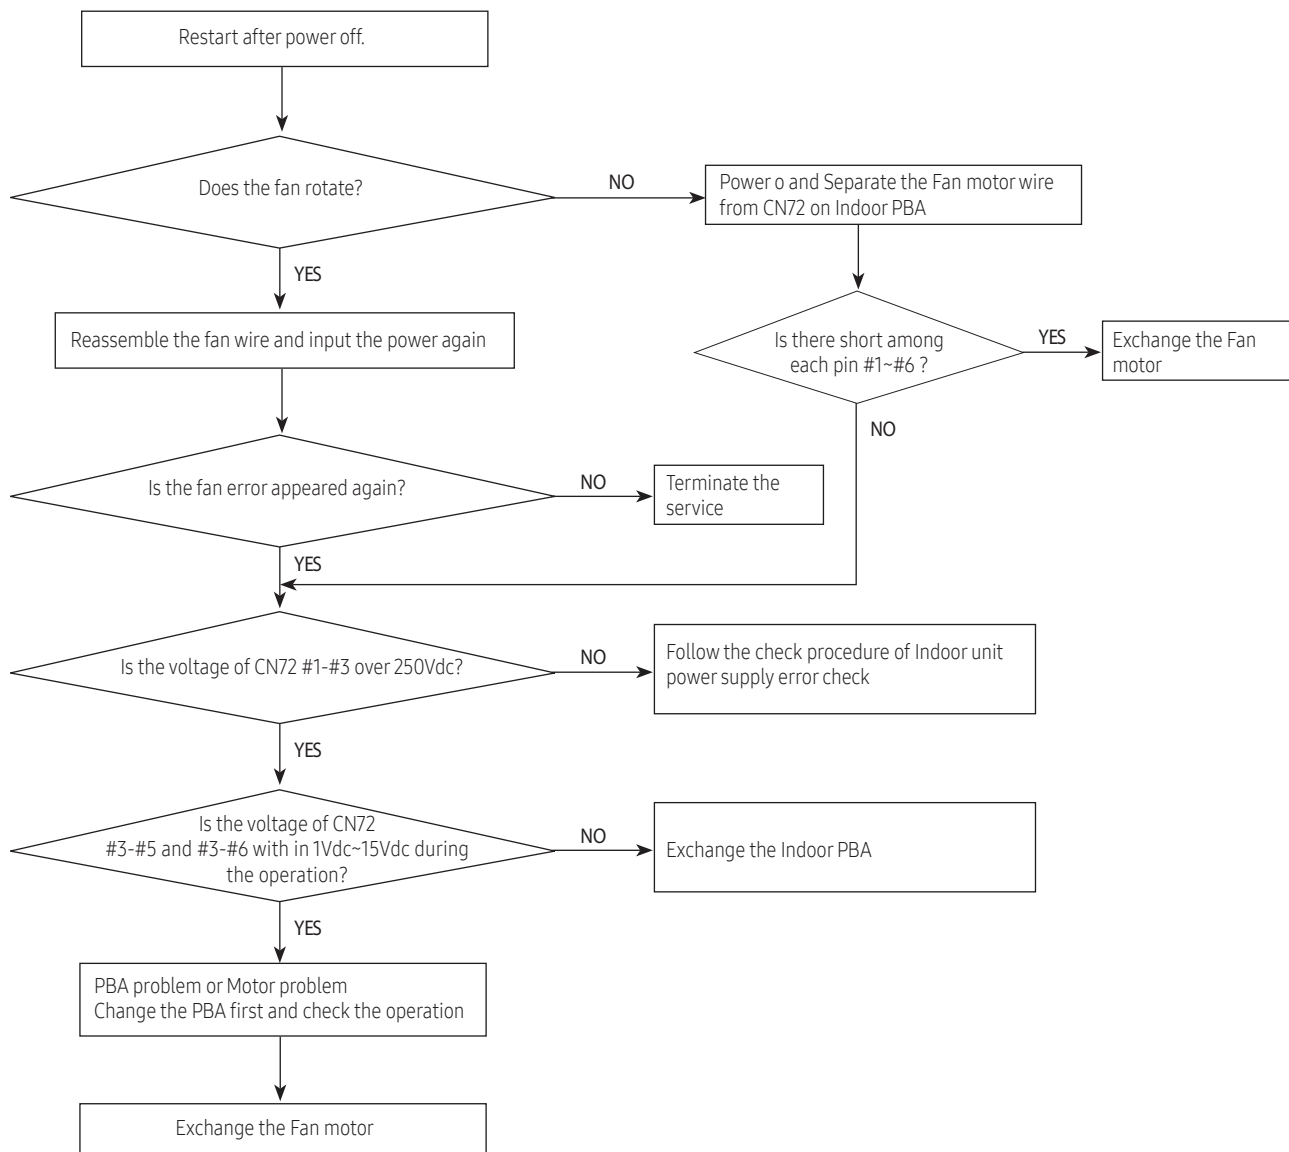 Restart after power off.
Does the fan rotate?
NO
Power o and Separate the Fan motor wire
from CN72 on Indoor PBA
YES
Reassemble the fan wire and input the power again
Is there short among
each pin #1~#6 ?
YES
Exchange the Fan
motor
NO
Is the fan error appeared again?
NO
Terminate the
service
YES
Is the voltage of CN72 #1-#3 over 250Vdc?
NO
Follow the check procedure of Indoor unit
power supply error check
YES
Is the voltage of CN72
#3-#5 and #3-#6 with in 1Vdc~15Vdc during
the operation?
NO
Exchange the Indoor PBA
YES
PBA problem or Motor problem
Change the PBA first and check the operation
Exchange the Fan motor